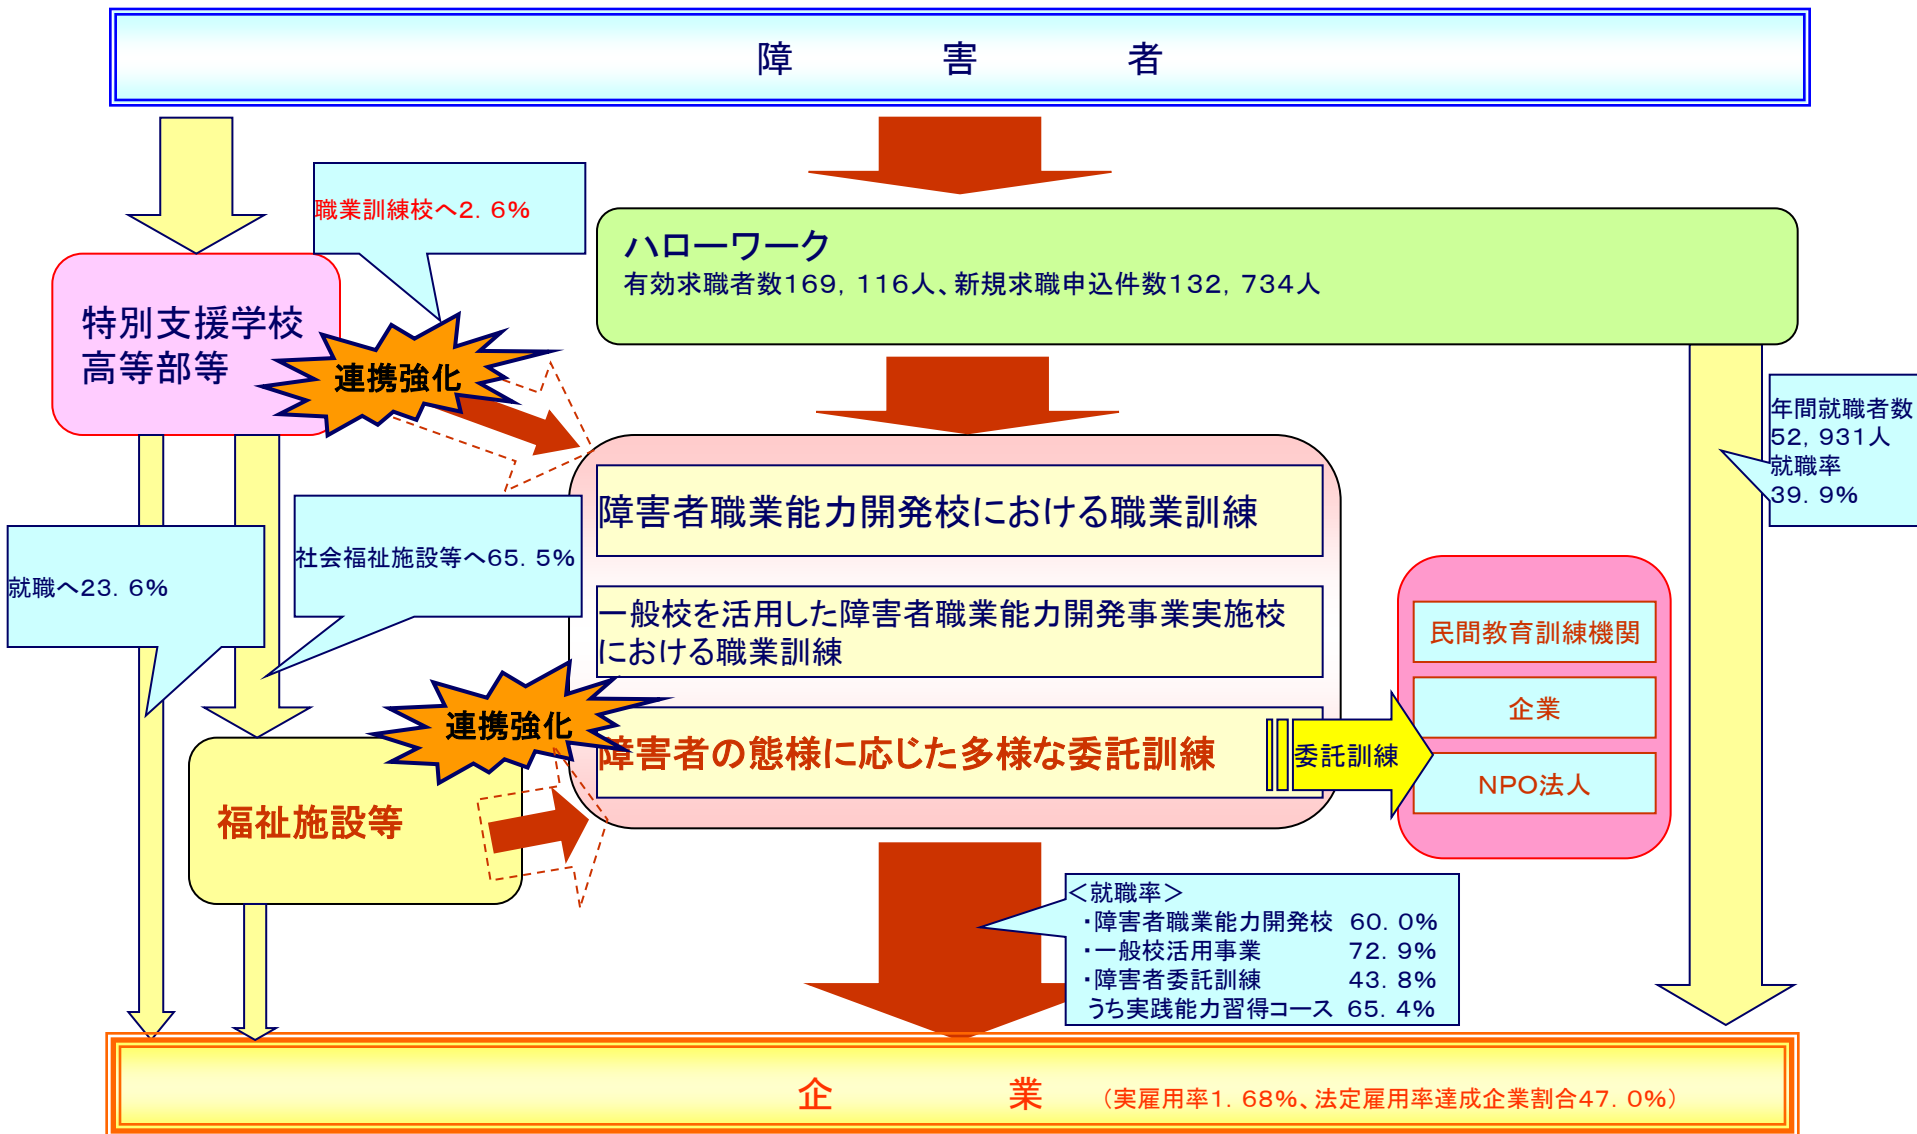 障　害　者
職業訓練校へ２．６％
ハローワーク
有効求職者数１６９，１１６人、新規求職申込件数１３２，７３４人
特別支援学校
高等部等
連携強化
年間就職者数
５２，９３１人
就職率
３９．９％
障害者職業能力開発校における職業訓練
社会福祉施設等へ６５．５％
就職へ２３．６％
一般校を活用した障害者職業能力開発事業実施校
における職業訓練
民間教育訓練機関
企業
NPO法人
連携強化
障害者の態様に応じた多様な委託訓練
委託訓練
福祉施設等
＜就職率＞
・障害者職業能力開発校　６０．０％
・一般校活用事業　７２．９％
・障害者委託訓練　４３．８％
うち実践能力習得コース　６５．４％
企　業　（実雇用率１．６８％、法定雇用率達成企業割合４７．０％）